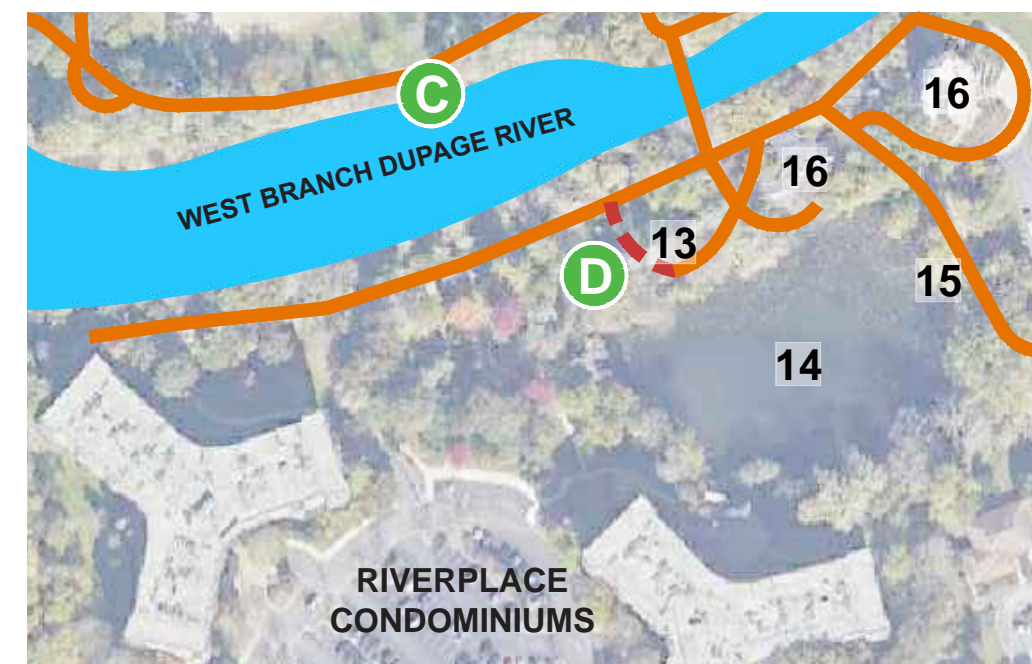 C
16
WEST BRANCH DUPAGE RIVER
16
13
D
15
14
RIVERPLACE
CONDOMINIUMS